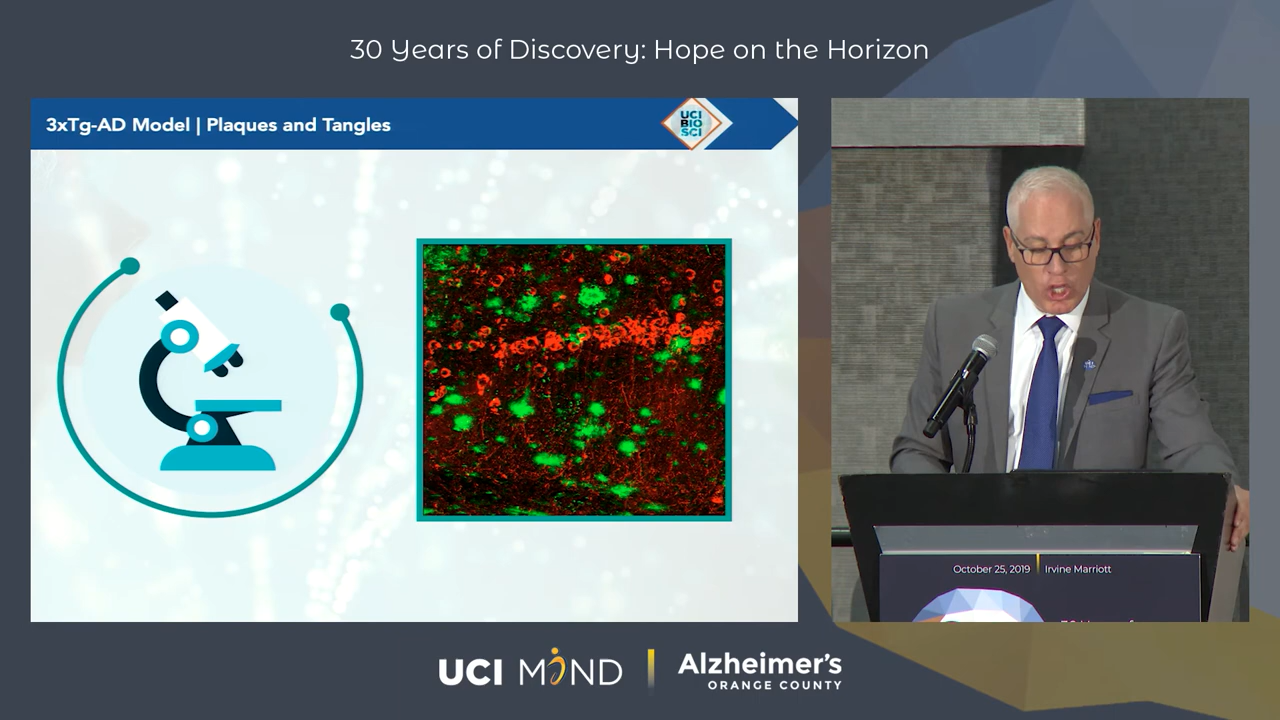 30 Years of Discovery: Hope on the Horizon
3xTg-AD Model | Plaques and Tangles
UCI
BIO
SCI
October 25, 2019 | Irvine Marriott
UCI MIND | Alzheimer's
ORANGE COUNTY